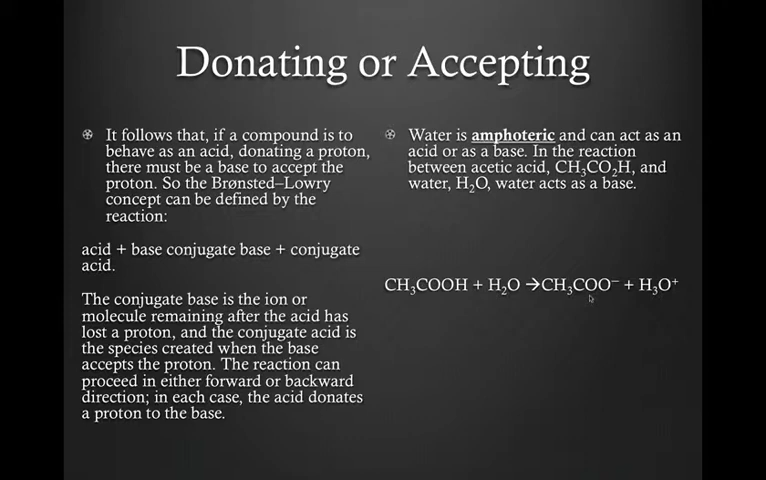 Donating or Accepting
It follows that, if a compound is to
behave as an acid, donating a proton,
there must be a base to accept the
proton. So the Brønsted–Lowry
concept can be defined by the
reaction:
acid + base conjugate base + conjugate
acid.
The conjugate base is the ion or
molecule remaining after the acid has
lost a proton, and the conjugate acid is
the species created when the base
accepts the proton. The reaction can
proceed in either forward or backward
direction; in each case, the acid donates
a proton to the base.
Water is amphoteric and can act as an
acid or as a base. In the reaction
between acetic acid, CH₃CO₂H, and
water, H₂O, water acts as a base.
CH₃COOH + H₂O →CH₃COO⁻ + H₃O⁺